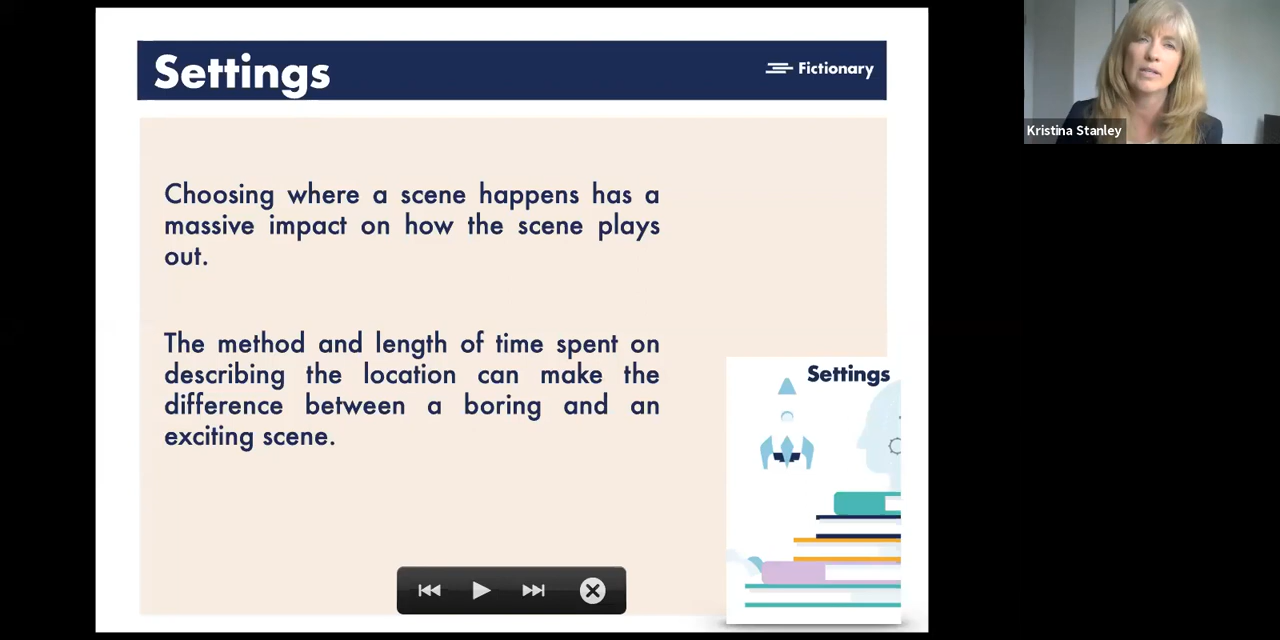 Settings
Fictionary
Kristina Stanley
Choosing where a scene happens has a
massive impact on how the scene plays
out.
The method and length of time spent on
describing the location can make the
difference between a boring and an
exciting scene.
Settings